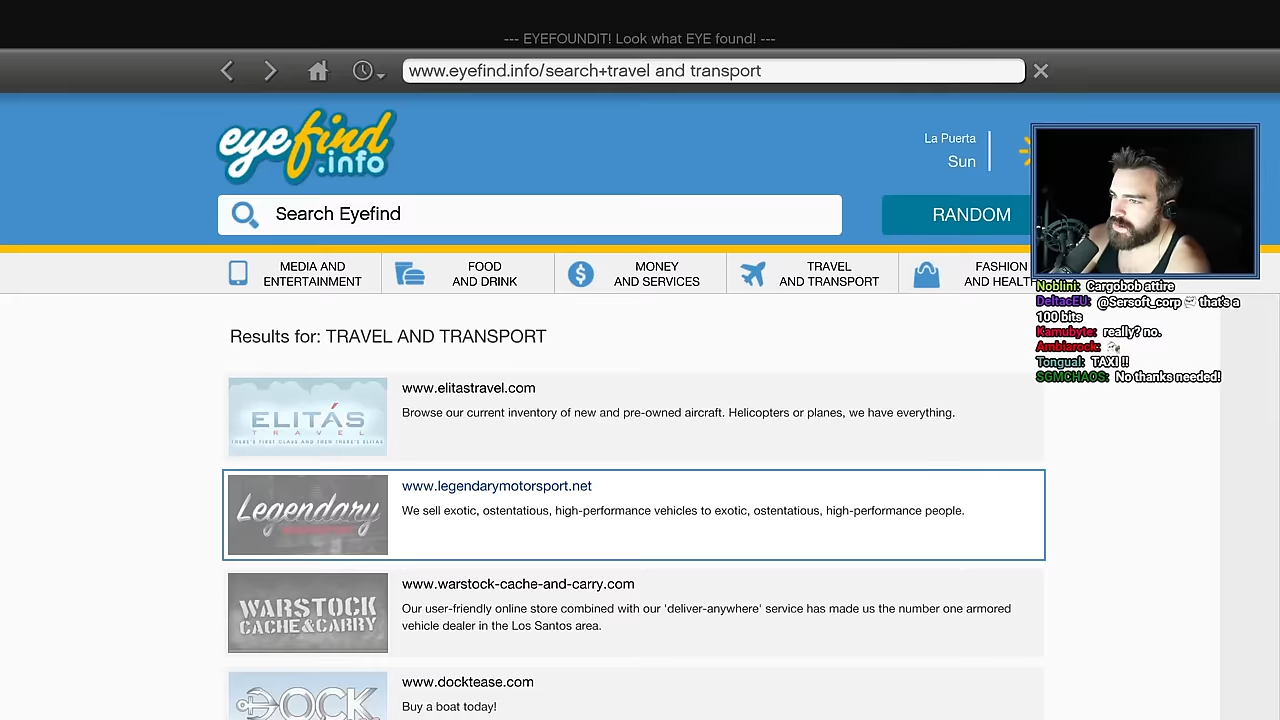 --- EYEFOUNDIT! Look what EYE found! ---
www.eyefind.info/search+travel and transport
eyefind
.info
La Puerta
Sun
Search Eyefind
RANDOM
MEDIA AND
ENTERTAINMENT
FOOD
AND DRINK
MONEY
AND SERVICES
TRAVEL
AND TRANSPORT
FASHION
AND HEALTH
Noblini: Cargobob attire
DeltacEU: @Sersoft_corp that's a
100 bits
Kamubyte: really? no.
Ambiarock:
Tongual: TAXI !!
SGMCHAOS: No thanks needed!
Results for: TRAVEL AND TRANSPORT
ELITÁS
TRAVEL
THERE'S FIRST CLASS AND THEN THERE'S ELITAS
www.elitastravel.com
Browse our current inventory of new and pre-owned aircraft. Helicopters or planes, we have everything.
Legendary
www.legendarymotorsport.net
We sell exotic, ostentatious, high-performance vehicles to exotic, ostentatious, high-performance people.
WARSTOCK
CACHE&CARRY
www.warstock-cache-and-carry.com
Our user-friendly online store combined with our 'deliver-anywhere' service has made us the number one armored
vehicle dealer in the Los Santos area.
DOCK
www.docktease.com
Buy a boat today!